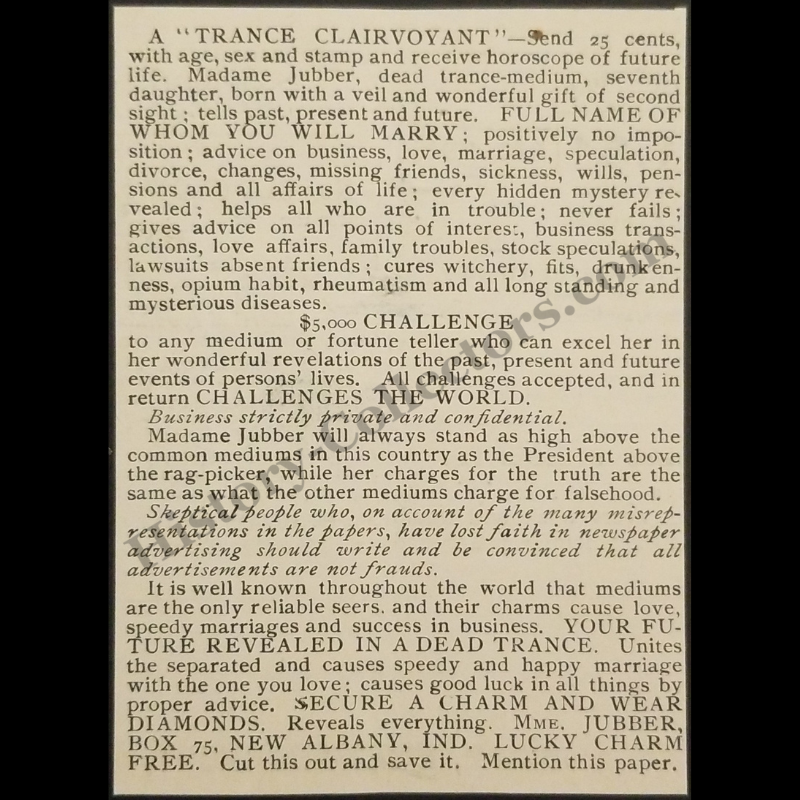 A "TRANCE CLAIRVOYANT"—Send 25 cents,
with age, sex and stamp and receive horoscope of future
life. Madame Jubber, dead trance-medium, seventh
daughter, born with a veil and wonderful gift of second
sight; tells past, present and future. FULL NAME OF
WHOM YOU WILL MARRY; positively no impo-
sition; advice on business, love, marriage, speculation,
divorce, changes, missing friends, sickness, wills, pen-
sions and all affairs of life; every hidden mystery re-
vealed; helps all who are in trouble; never fails;
gives advice on all points of interest, business trans-
actions, love affairs, family troubles, stock speculations,
lawsuits absent friends; cures witchery, fits, drunken-
ness, opium habit, rheumatism and all long standing and
mysterious diseases.
$5,000 CHALLENGE
to any medium or fortune teller who can excel her in
her wonderful revelations of the past, present and future
events of persons' lives. All challenges accepted, and in
return CHALLENGES THE WORLD.
Business strictly private and confidential.
Madame Jubber will always stand as high above the
common mediums in this country as the President above
the rag-picker, while her charges for the truth are the
same as what the other mediums charge for falsehood.
Skeptical people who, on account of the many misrep-
resentations in the papers, have lost faith in newspaper
advertising should write and be convinced that all
advertisements are not frauds.
It is well known throughout the world that mediums
are the only reliable seers. and their charms cause love,
speedy marriages and success in business. YOUR FU-
TURE REVEALED IN A DEAD TRANCE. Unites
the separated and causes speedy and happy marriage
with the one you love; causes good luck in all things by
proper advice. SECURE A CHARM AND WEAR
DIAMONDS. Reveals everything. MME. JUBBER,
BOX 75, NEW ALBANY, IND. LUCKY CHARM
FREE. Cut this out and save it. Mention this paper.
History-Collectors.com